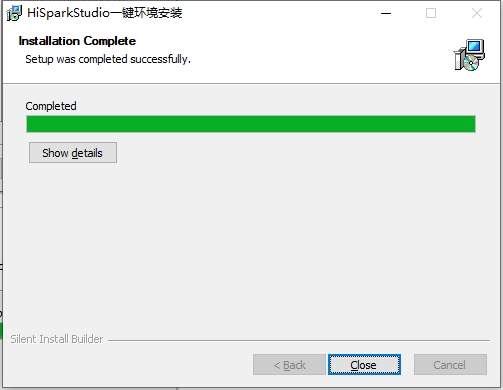 HiSparkStudio一键环境安装
Installation Complete
Setup was completed successfully.
Completed
Show details
Silent Install Builder
< Back
Close
Cancel